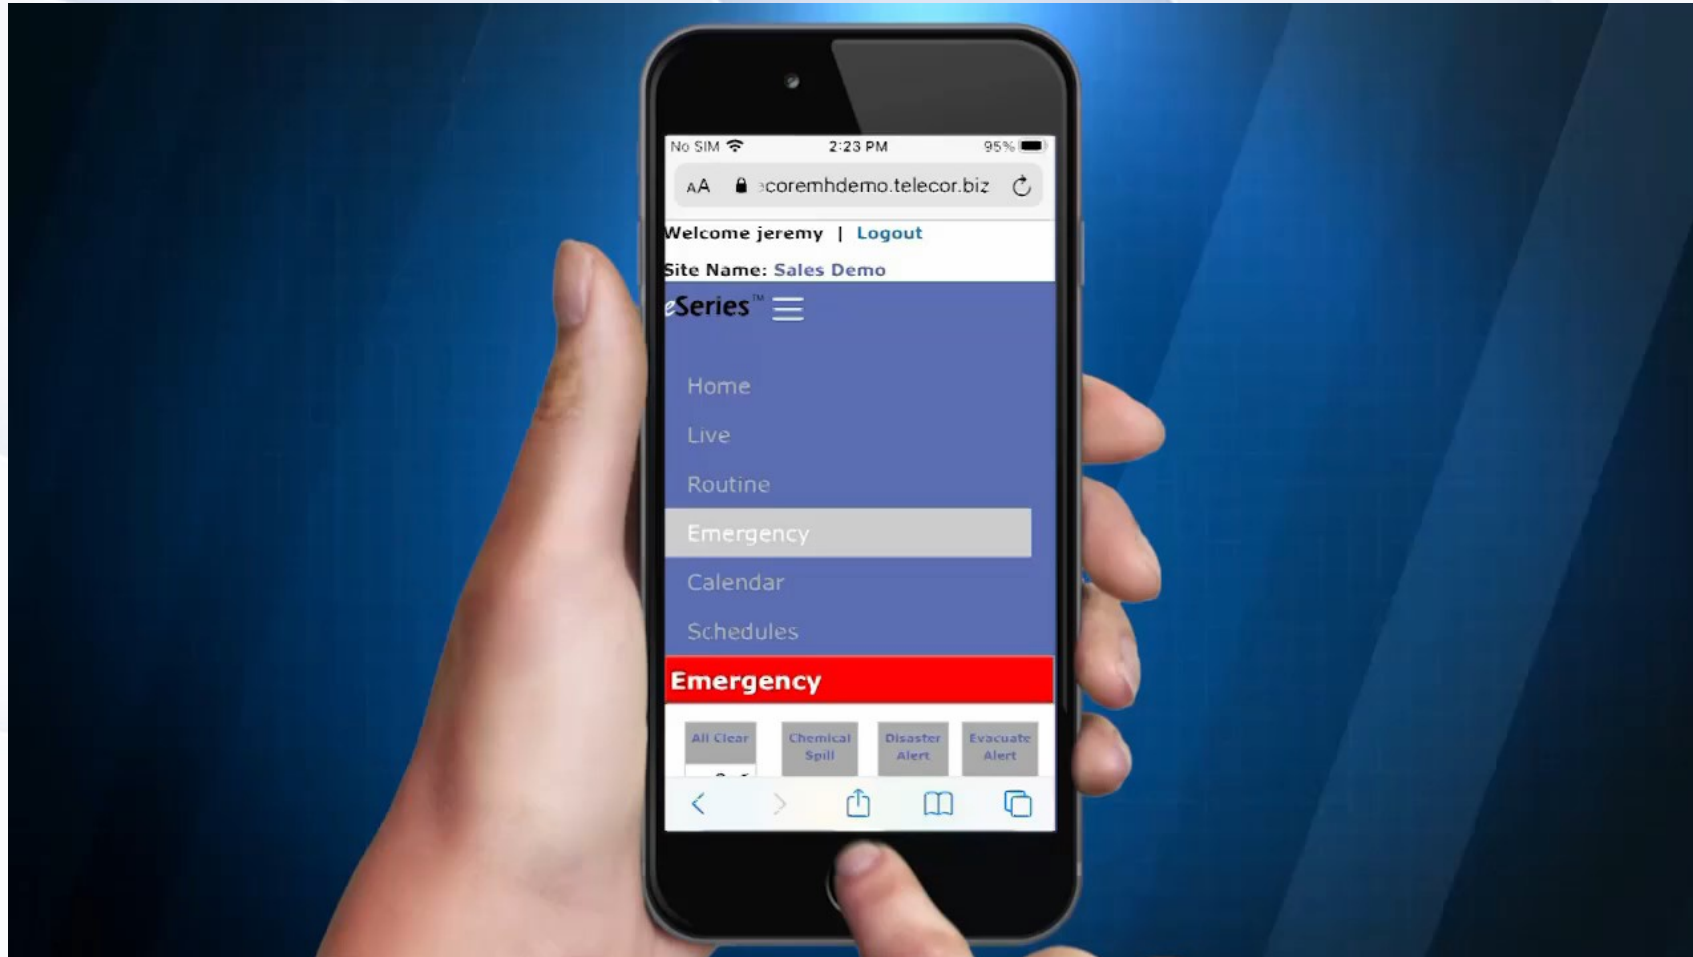 No SIM 2:23 PM 95%
AA coremhdemo.telecor.biz
Welcome jeremy | Logout
Site Name: Sales Demo
eSeries™
Home
Live
Routine
Emergency
Calendar
Schedules
Emergency
All Clear
Chemical
Spill
Disaster
Alert
Evacuate
Alert